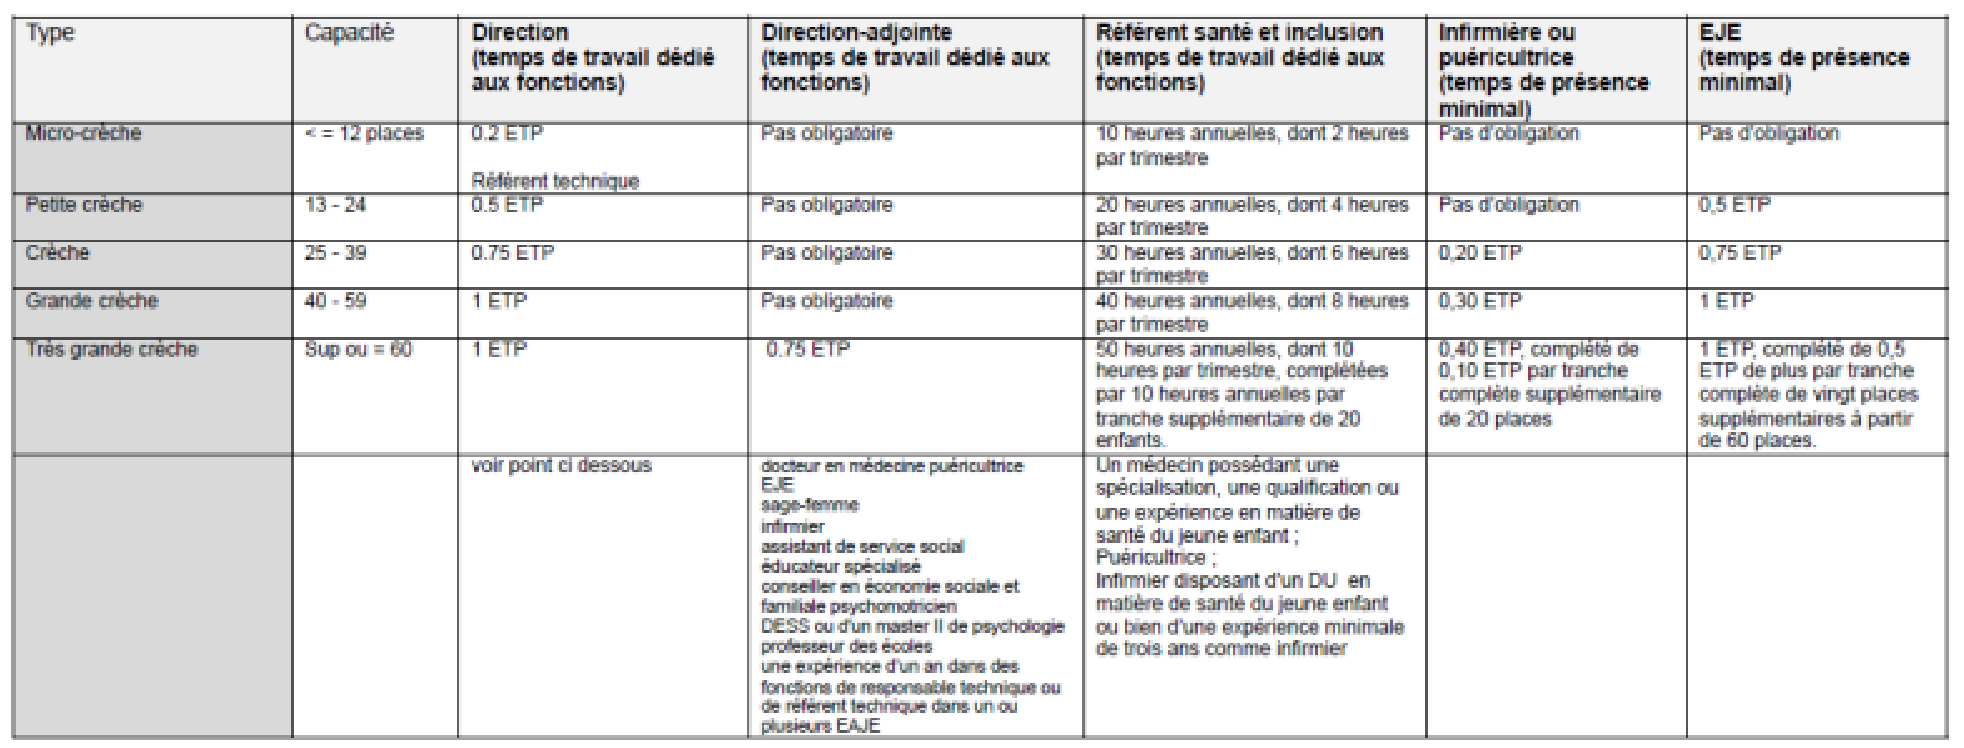 Type
Capacité
Direction
(temps de travail dédié
aux fonctions)
Direction-adjointe
(temps de travail dédié aux
fonctions)
Référent santé et inclusion
(temps de travail dédié aux
fonctions)
Infirmière ou
puéricultrice
(temps de présence
minimal)
EJE
(temps de présence
minimal)
Micro-crèche
< = 12 places
0.2 ETP
Référent technique
Pas obligatoire
10 heures annuelles, dont 2 heures
par trimestre
Pas d'obligation
Pas d'obligation
Petite crèche
13 - 24
0.5 ETP
Pas obligatoire
20 heures annuelles, dont 4 heures
par trimestre
Pas d'obligation
0,5 ETP
Crèche
25 - 39
0.75 ETP
Pas obligatoire
30 heures annuelles, dont 6 heures
par trimestre
0,20 ETP
0,75 ETP
Grande crèche
40 - 59
1 ETP
Pas obligatoire
40 heures annuelles, dont 8 heures
par trimestre
0,30 ETP
1 ETP
Très grande crèche
Sup ou = 60
1 ETP
0.75 ETP
50 heures annuelles, dont 10
heures par trimestre, complétées
par 10 heures annuelles par
tranche supplémentaire de 20
enfants.
0,40 ETP, complété de
0,10 ETP par tranche
complète supplémentaire
de 20 places
1 ETP, complété de 0,5
ETP de plus par tranche
complète de vingt places
supplémentaires à partir
de 60 places.
voir point ci dessous
docteur en médecine puéricultrice
EJE
sage-femme
infirmier
assistant de service social
éducateur spécialisé
conseiller en économie sociale et
familiale psychomotricien
DESS ou d'un master II de psychologie
professeur des écoles
une expérience d'un an dans des
fonctions de responsable technique ou
de référent technique dans un ou
plusieurs EAJE
Un médecin possédant une
spécialisation, une qualification ou
une expérience en matière de
santé du jeune enfant ;
Puéricultrice ;
Infirmier disposant d'un DU en
matière de santé du jeune enfant
ou bien d'une expérience minimale
de trois ans comme infirmier